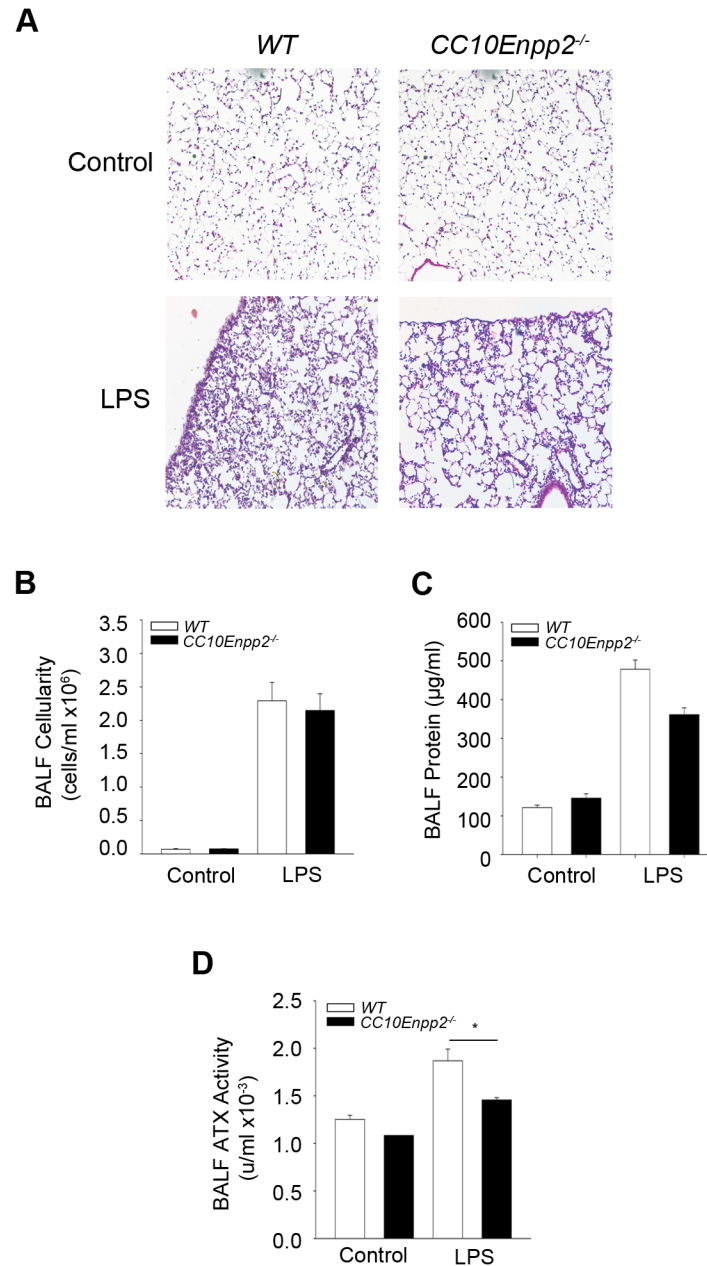 A
WT CC10Enpp2-/-
Control
LPS
B
BALF Cellularity
(cells/ml x10⁶)
3.5
3.0
2.5
2.0
1.5
1.0
0.5
0.0
WT
CC10Enpp2-/-
Control LPS
C
BALF Protein (µg/ml)
600
500
400
300
200
100
0
WT
CC10Enpp2-/-
Control LPS
D
BALF ATX Activity
(u/ml x10⁻³)
2.5
2.0
1.5
1.0
0.5
0.0
WT
CC10Enpp2-/-
*
Control LPS